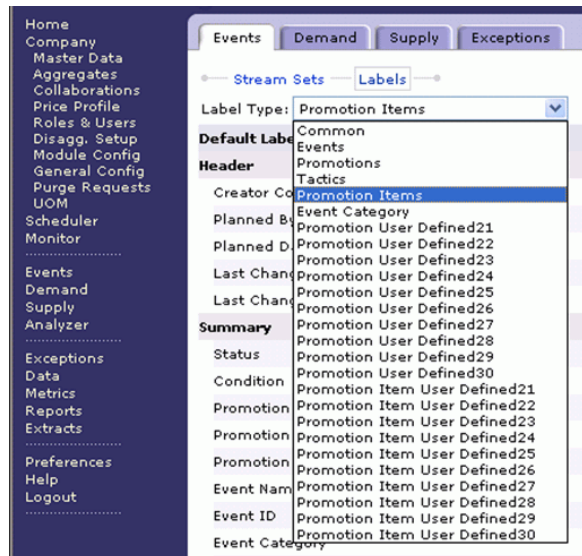 Home
Company
Master Data
Aggregates
Collaborations
Price Profile
Roles & Users
Disagg. Setup
Module Config
General Config
Purge Requests
UOM
Scheduler
Monitor
Events
Demand
Supply
Analyzer
Exceptions
Data
Metrics
Reports
Extracts
Preferences
Help
Logout
Events Demand Supply Exceptions
Stream Sets Labels
Label Type: Promotion Items
Common
Events
Promotions
Tactics
Promotion Items
Event Category
Promotion User Defined21
Promotion User Defined22
Promotion User Defined23
Promotion User Defined24
Promotion User Defined25
Promotion User Defined26
Promotion User Defined27
Promotion User Defined28
Promotion User Defined29
Promotion User Defined30
Promotion Item User Defined21
Promotion Item User Defined22
Promotion Item User Defined23
Promotion Item User Defined24
Promotion Item User Defined25
Promotion Item User Defined26
Promotion Item User Defined27
Promotion Item User Defined28
Promotion Item User Defined29
Promotion Item User Defined30
Default Labe
Header
Creator Co
Planned By
Planned D
Last Chang
Last Chang
Summary
Status
Condition
Promotion
Promotion
Promotion
Event Nam
Event ID
Event Category